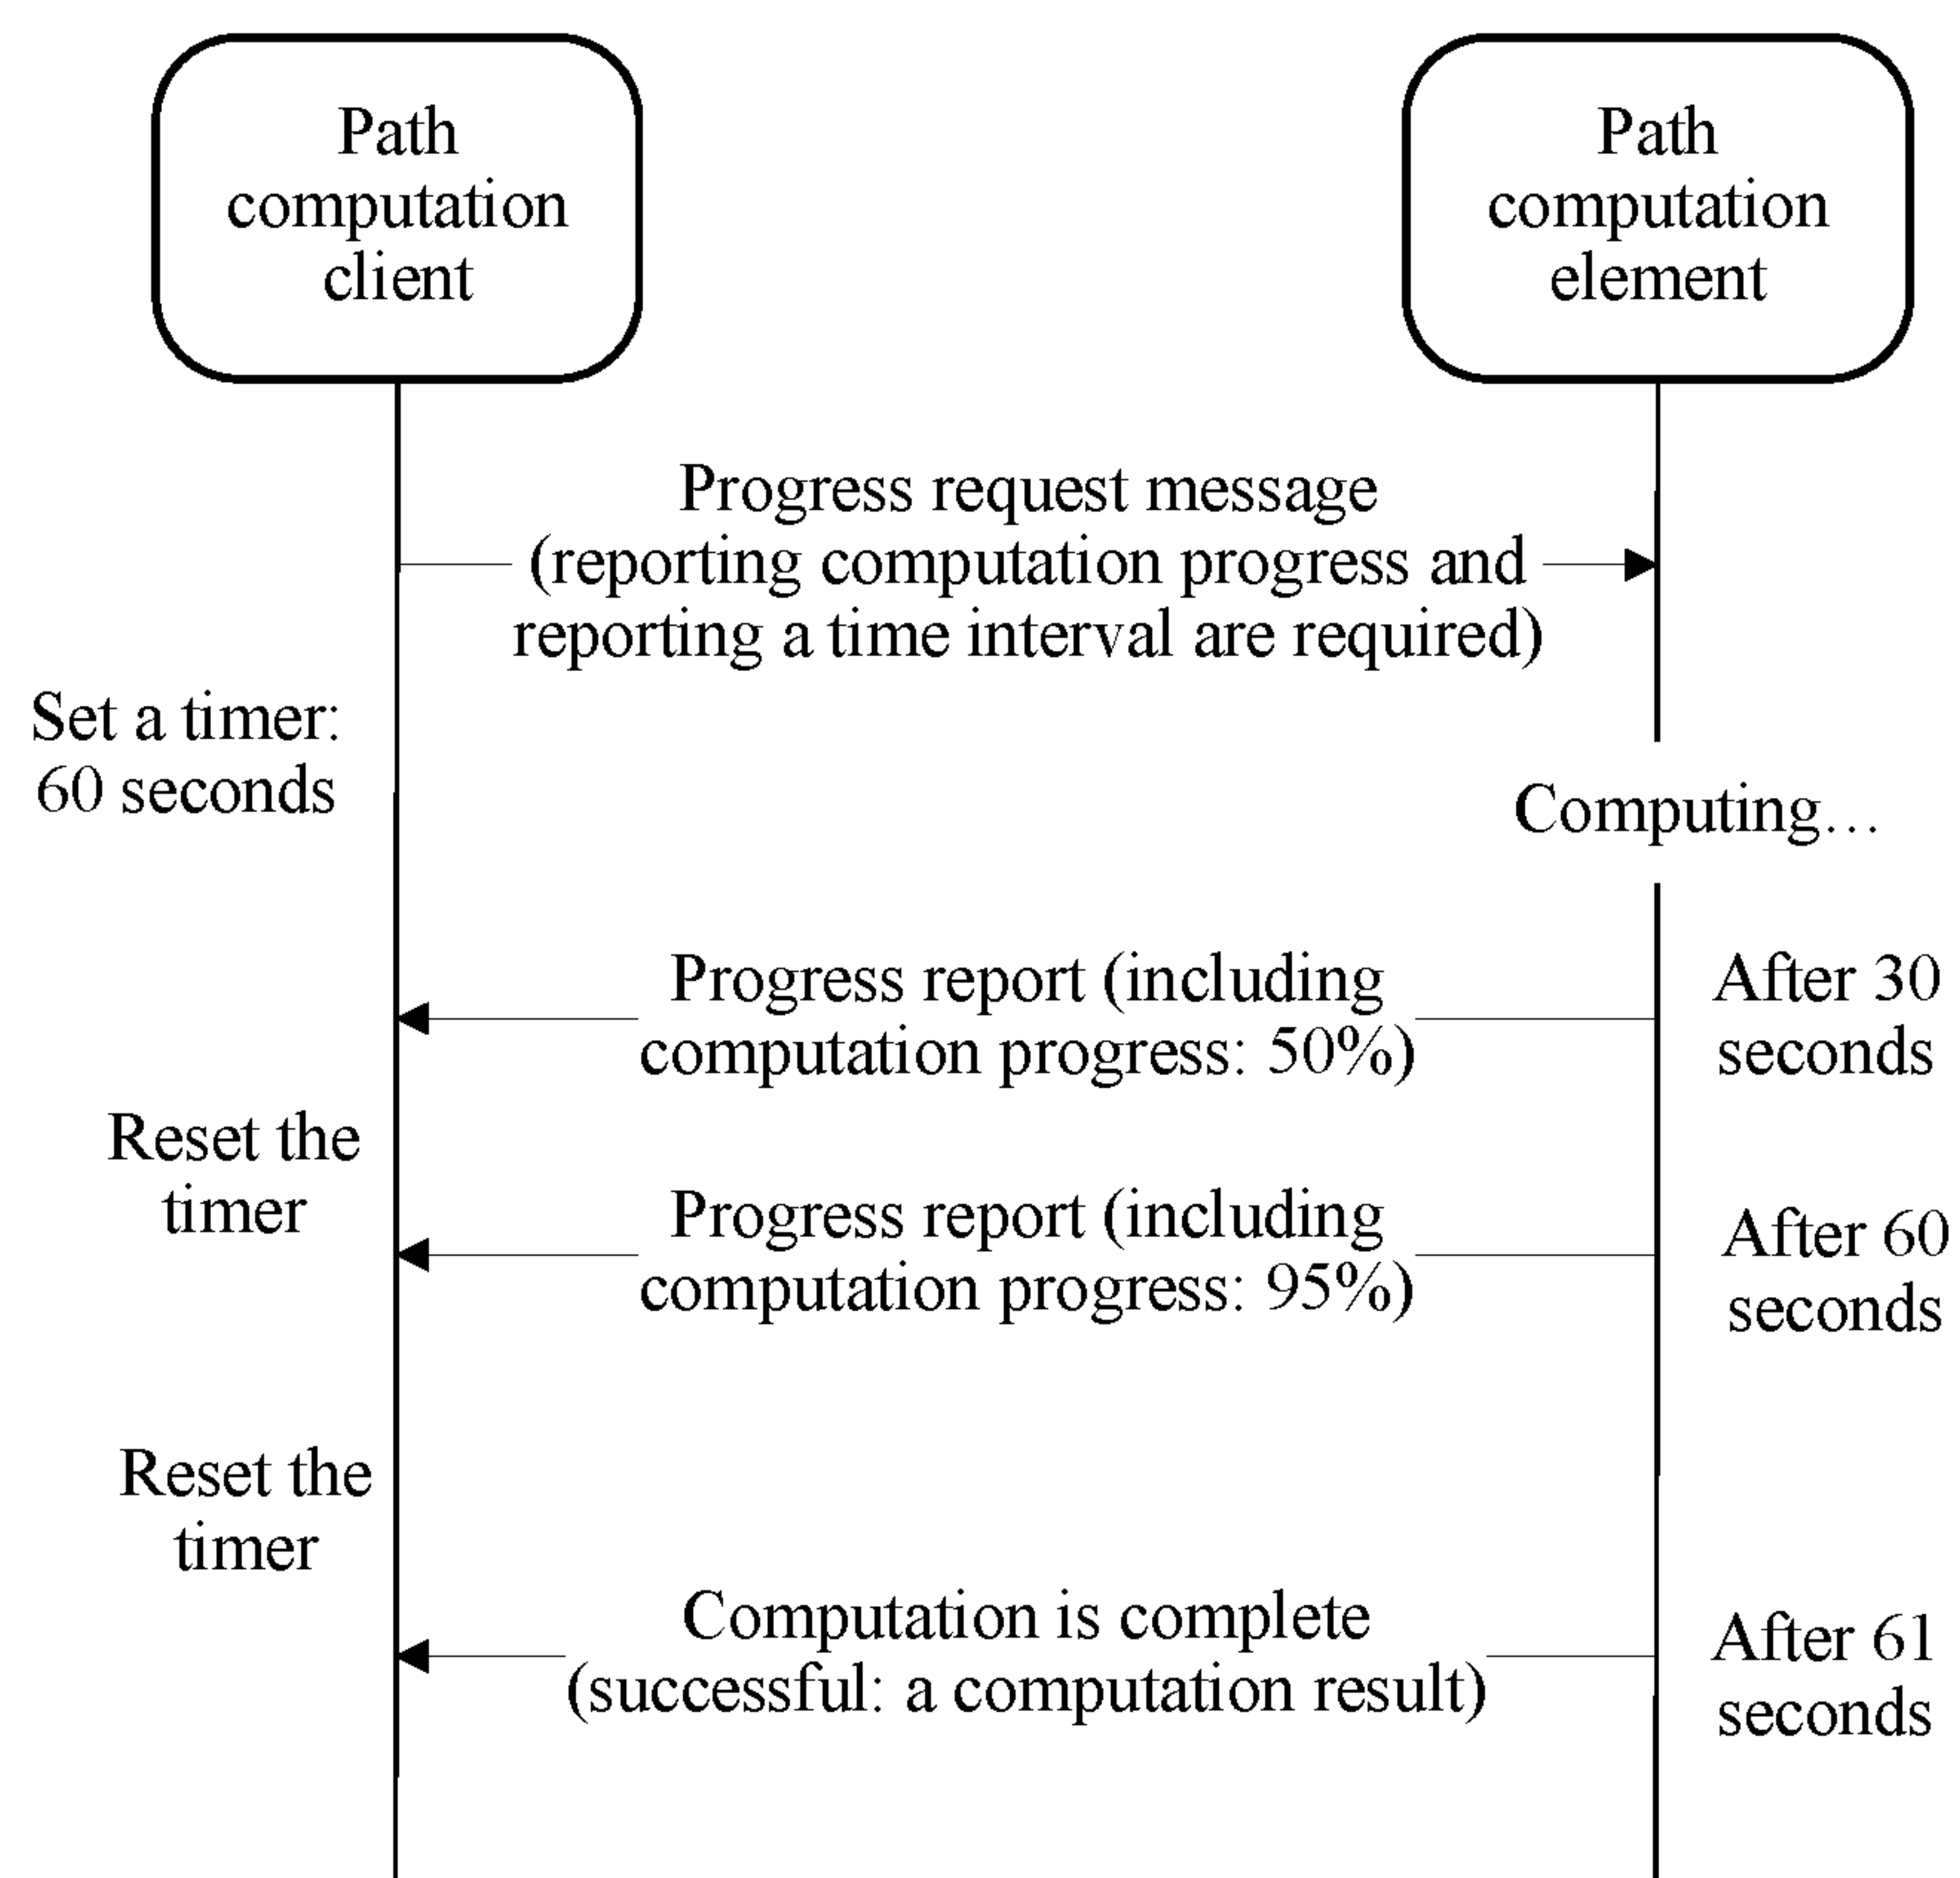 Path
computation
client
Path
computation
element
Progress request message
(reporting computation progress and
reporting a time interval are required)
Set a timer:
60 seconds
Computing…
Progress report (including
computation progress: 50%)
After 30
seconds
Reset the
timer
Progress report (including
computation progress: 95%)
After 60
seconds
Reset the
timer
Computation is complete
(successful: a computation result)
After 61
seconds